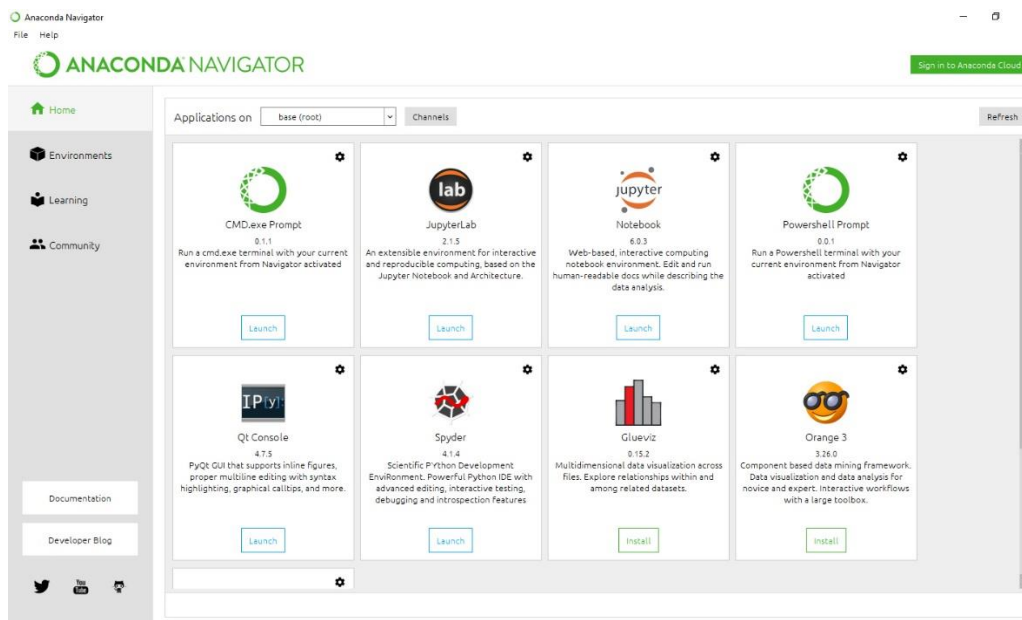 Anaconda Navigator
File Help
ANACONDA NAVIGATOR
Sign in to Anaconda Cloud
Home
Environments
Learning
Community
Documentation
Developer Blog
You
Tube
Applications on base (root) Channels
Refresh
CMD.exe Prompt
0.1.1
Run a cmd.exe terminal with your current
environment from Navigator activated
Launch
lab
JupyterLab
2.1.5
An extensible environment for interactive
and reproducible computing, based on the
Jupyter Notebook and Architecture.
Launch
jupyter
Notebook
6.0.3
Web-based, interactive computing
notebook environment. Edit and run
human-readable docs while describing the
data analysis.
Launch
Powershell Prompt
0.0.1
Run a Powershell terminal with your
current environment from Navigator
activated
Launch
IP[y]:
Qt Console
4.7.5
PyQt GUI that supports inline figures,
proper multiline editing with syntax
highlighting, graphical calltips, and more.
Launch
Spyder
4.1.4
Scientific PYthon Development
EnviRonment. Powerful Python IDE with
advanced editing, interactive testing,
debugging and introspection features
Launch
Glueviz
0.15.2
Multidimensional data visualization across
files. Explore relationships within and
among related datasets.
Install
Orange 3
3.26.0
Component based data mining framework.
Data visualization and data analysis for
novice and expert. Interactive workflows
with a large toolbox.
Install